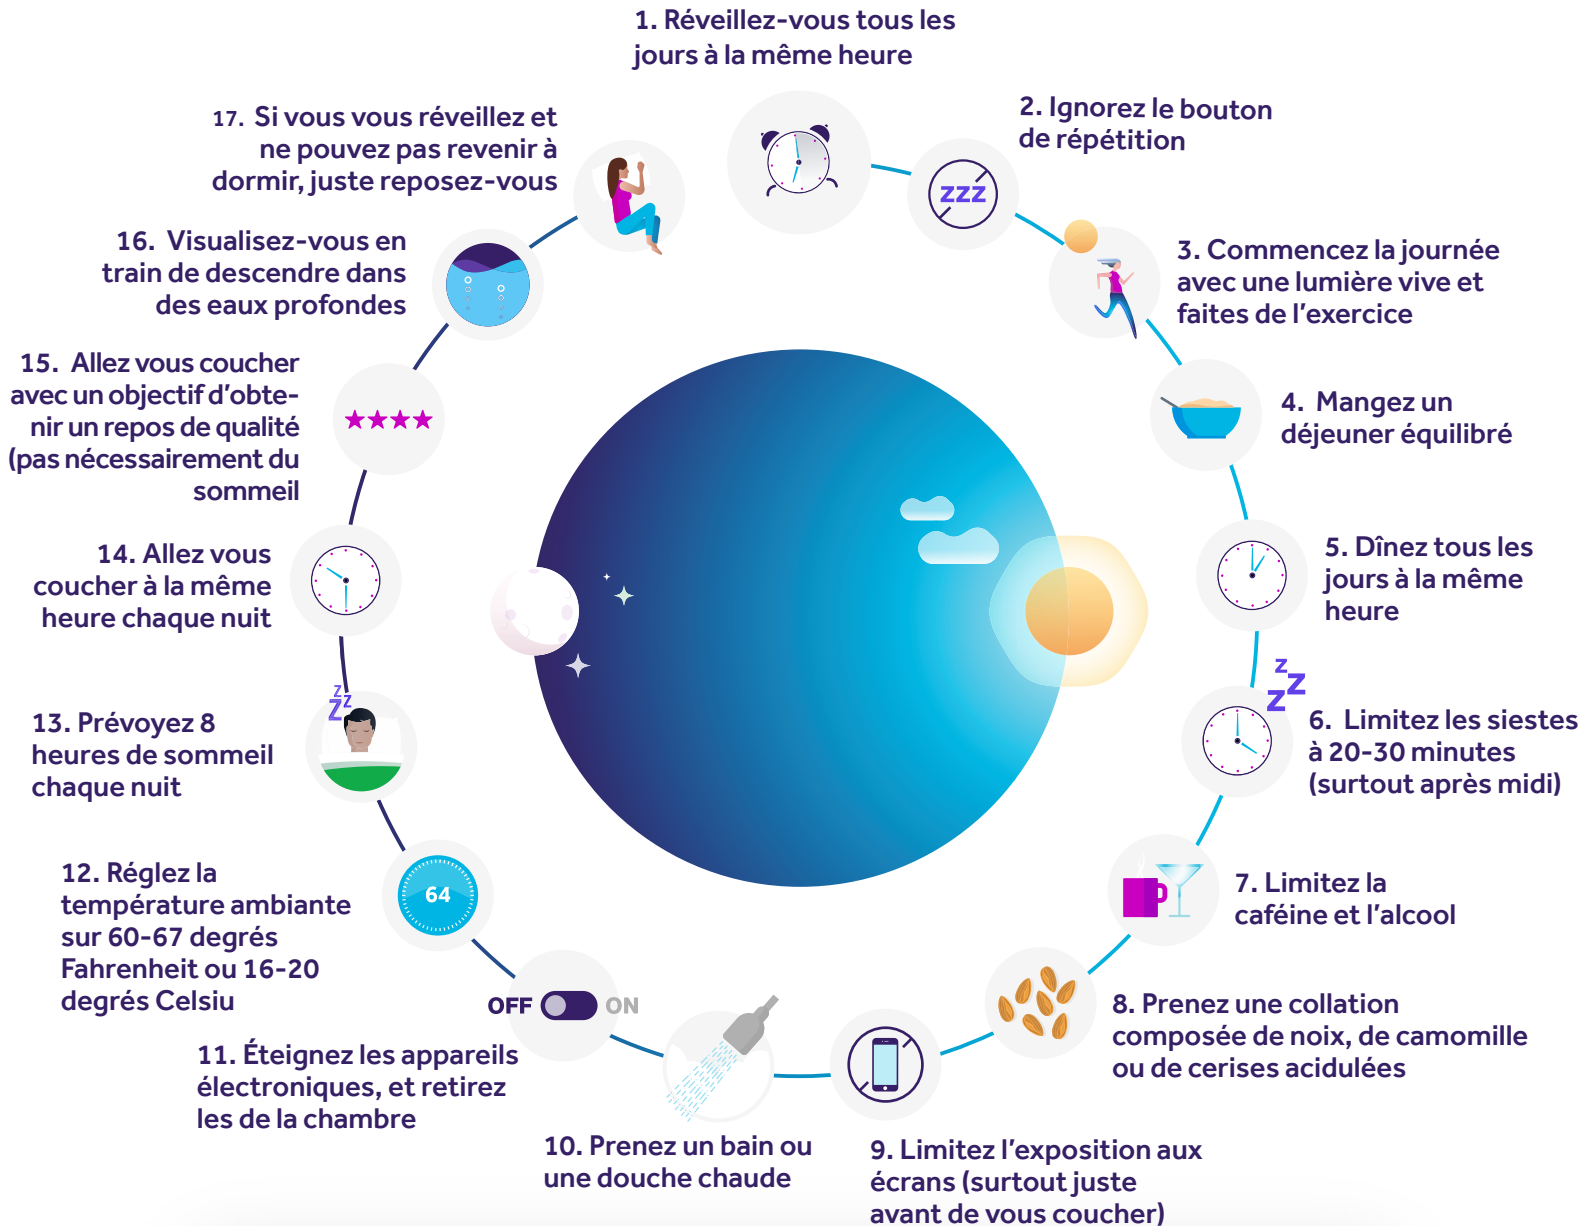 1. Réveillez-vous tous les
jours à la même heure
2. Ignorez le bouton
de répétition
zzz
3. Commencez la journée
avec une lumière vive et
faites de l'exercice
4. Mangez un
déjeuner équilibré
5. Dînez tous les
jours à la même
heure
z
z
z
6. Limitez les siestes
à 20-30 minutes
(surtout après midi)
7. Limitez la
caféine et l'alcool
8. Prenez une collation
composée de noix, de camomille
ou de cerises acidulées
9. Limitez l'exposition aux
écrans (surtout juste
avant de vous coucher)
10. Prenez un bain ou
une douche chaude
OFF ON
11. Éteignez les appareils
électroniques, et retirez
les de la chambre
64
12. Réglez la
température ambiante
sur 60-67 degrés
Fahrenheit ou 16-20
degrés Celsiu
z
z
z
13. Prévoyez 8
heures de sommeil
chaque nuit
14. Allez vous
coucher à la même
heure chaque nuit
15. Allez vous coucher
avec un objectif d'obte-
nir un repos de qualité
(pas nécessairement du
sommeil
16. Visualisez-vous en
train de descendre dans
des eaux profondes
17. Si vous vous réveillez et
ne pouvez pas revenir à
dormir, juste reposez-vous